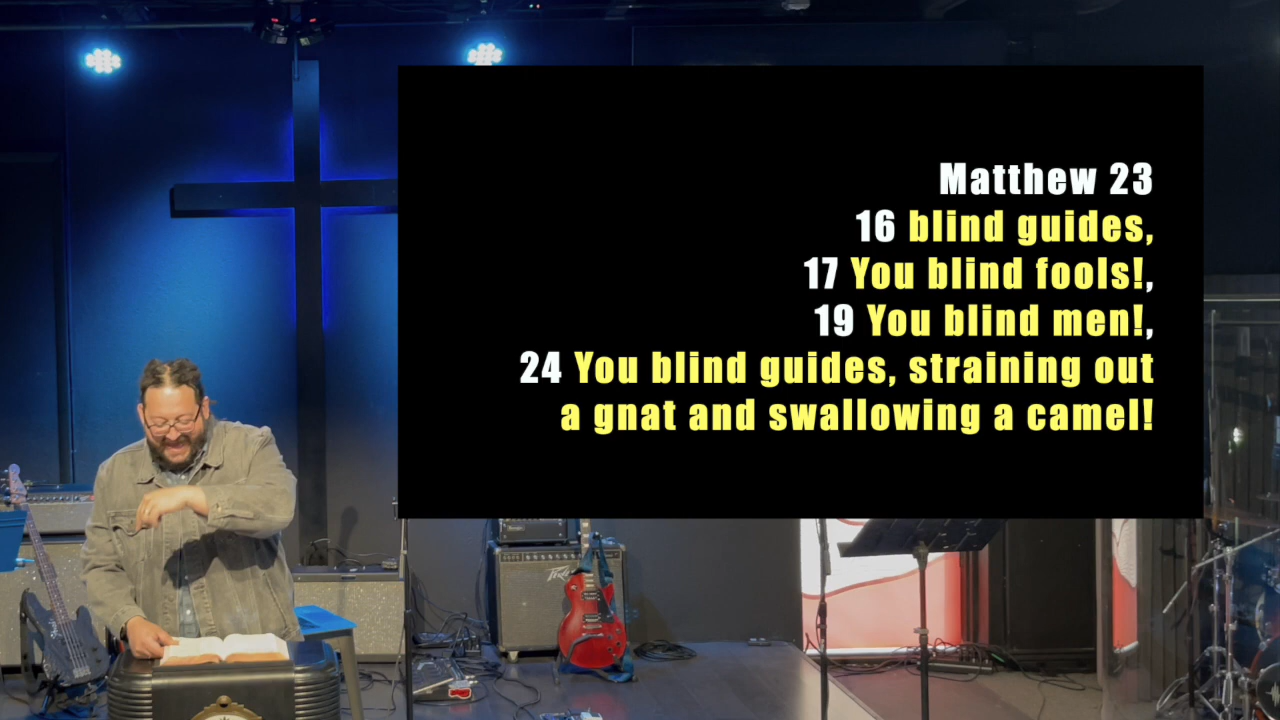 Matthew 23
16 blind guides,
17 You blind fools!,
19 You blind men!,
24 You blind guides, straining out
a gnat and swallowing a camel!